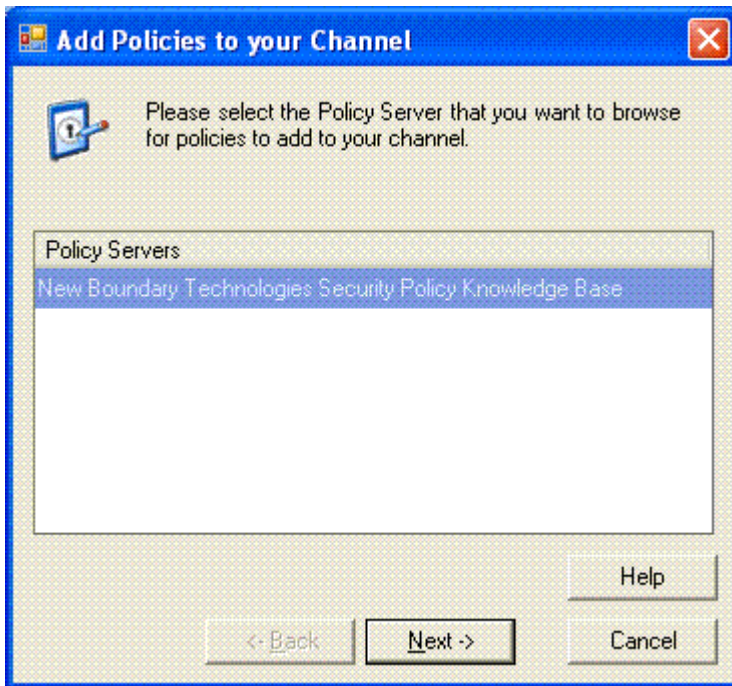 Add Policies to your Channel
Please select the Policy Server that you want to browse
for policies to add to your channel.
Policy Servers
New Boundary Technologies Security Policy Knowledge Base
Help
<- Back
Next ->
Cancel